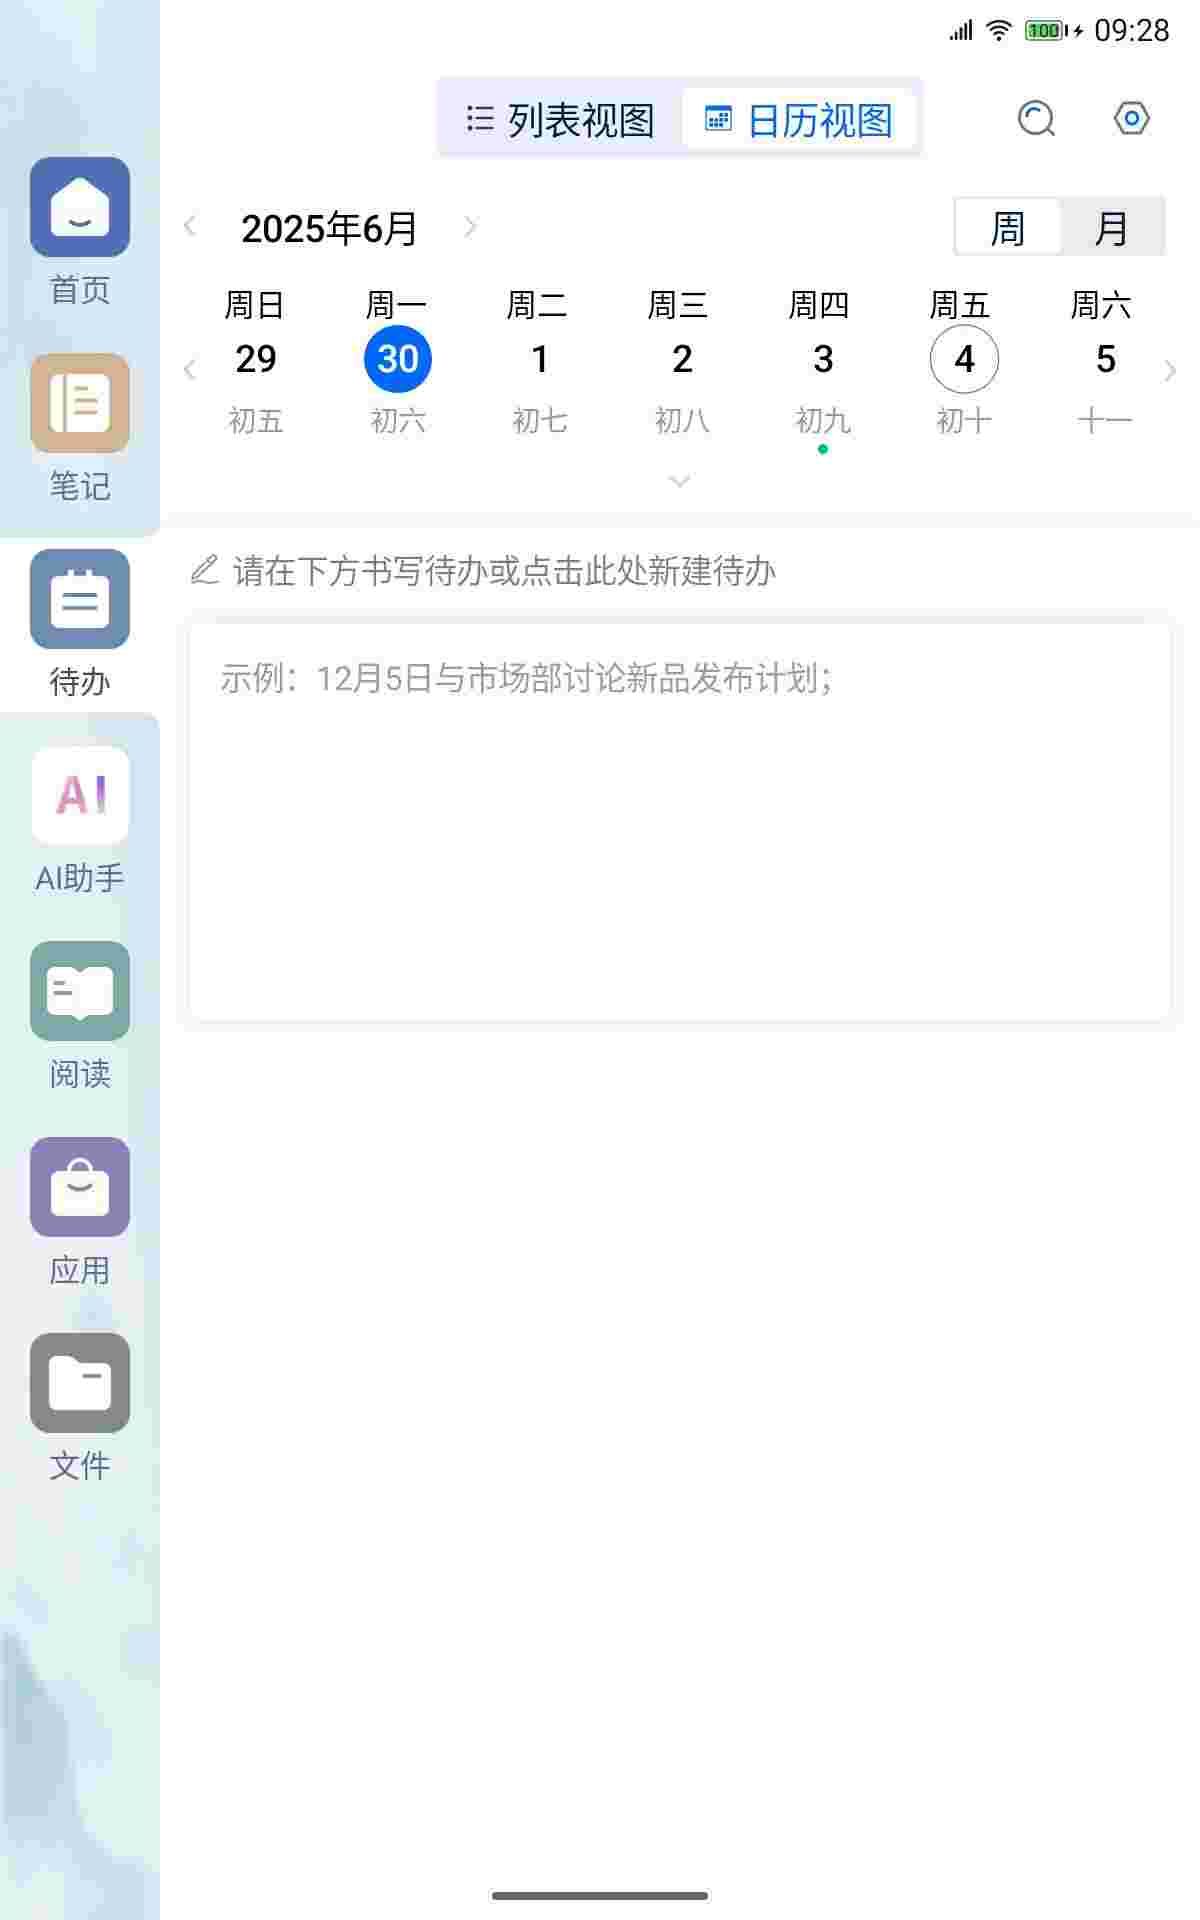 100 09:28
列表视图 日历视图
2025年6月 周 月
周日 周一 周二 周三 周四 周五 周六
29 30 1 2 3 4 5
初五 初六 初七 初八 初九 初十 十一
请在下方书写待办或点击此处新建待办
示例：12月5日与市场部讨论新品发布计划；
首页
笔记
待办
AI
AI助手
阅读
应用
文件